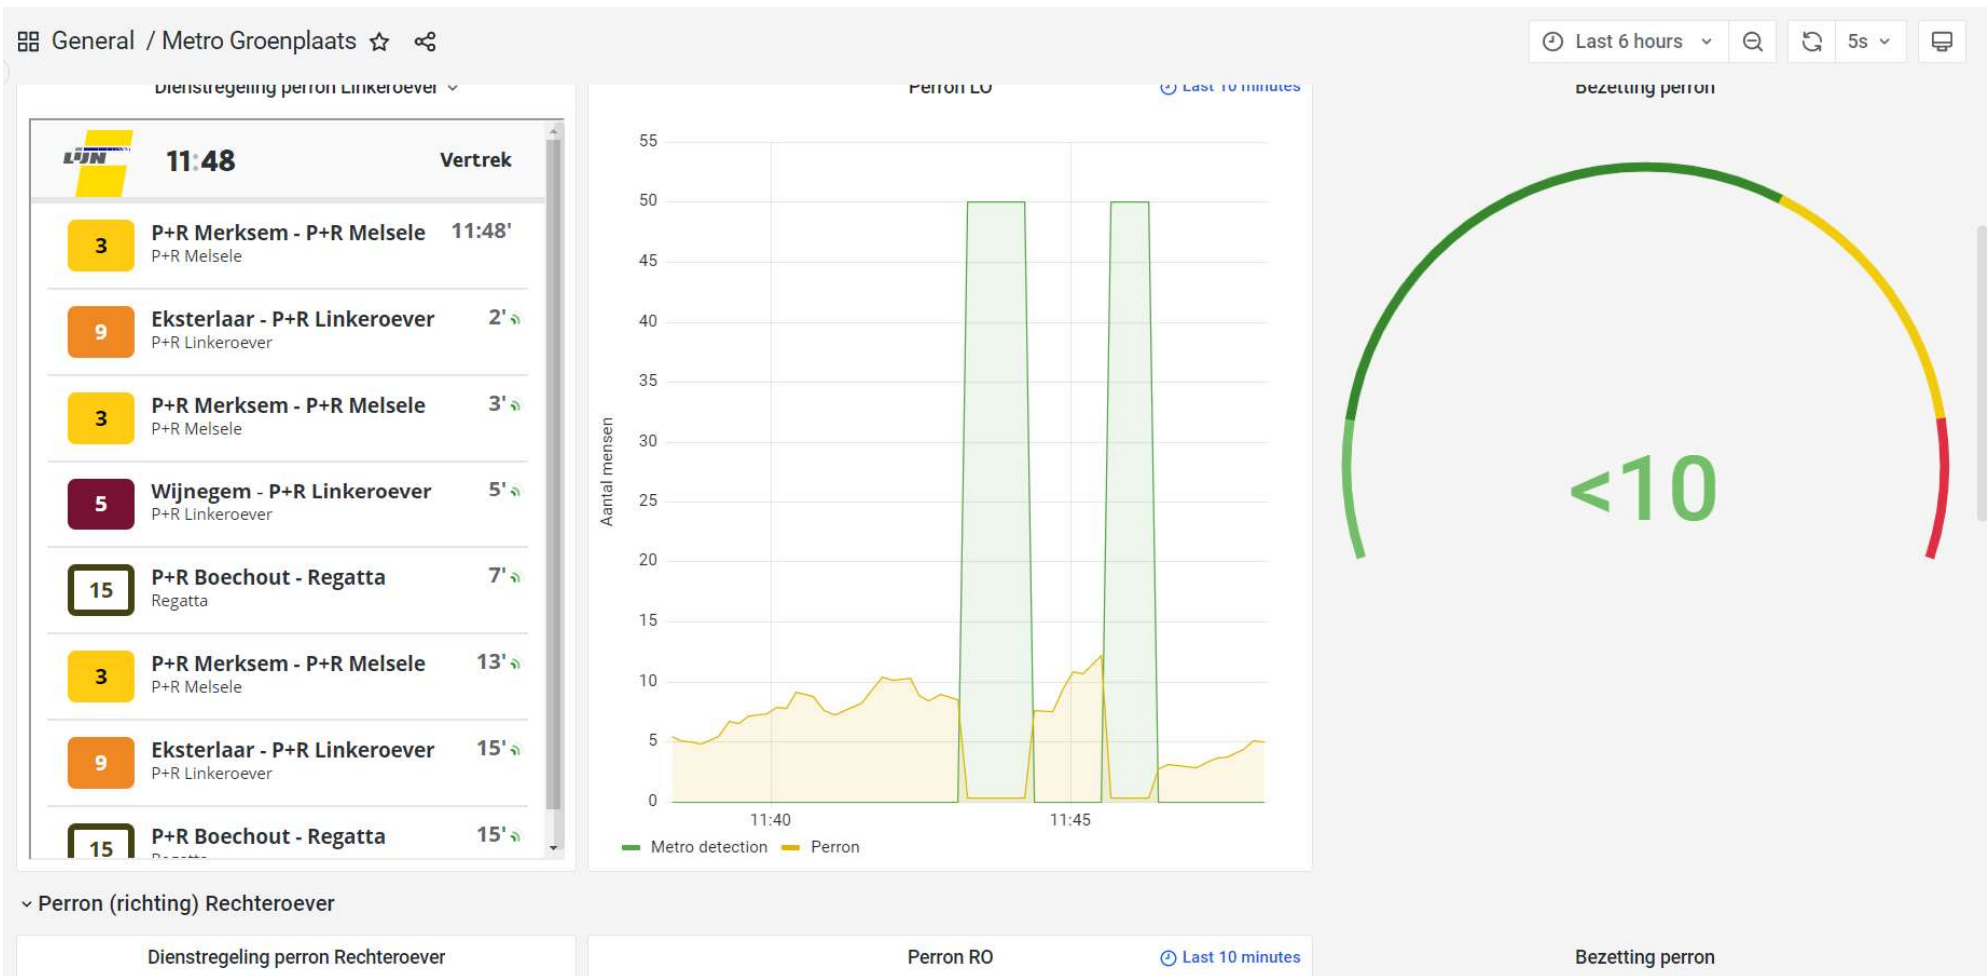 General / Metro Groenplaats
Last 6 hours
5s
Dienstregeling perron Linkeroever
LIJN
11:48
Vertrek
3
P+R Merksem - P+R Melsele
11:48'
P+R Melsele
9
Eksterlaar - P+R Linkeroever
2'
P+R Linkeroever
3
P+R Merksem - P+R Melsele
3'
P+R Melsele
5
Wijnegem - P+R Linkeroever
5'
P+R Linkeroever
15
P+R Boechout - Regatta
7'
Regatta
3
P+R Merksem - P+R Melsele
13'
P+R Melsele
9
Eksterlaar - P+R Linkeroever
15'
P+R Linkeroever
15
P+R Boechout - Regatta
15'
Regatta
Perron LO
Last 10 minutes
55
50
45
40
35
30
25
20
15
10
5
0
Aantal mensen
11:40
11:45
Metro detection
Perron
Bezetting perron
<10
Perron (richting) Rechteroever
Dienstregeling perron Rechteroever
Perron RO
Last 10 minutes
Bezetting perron